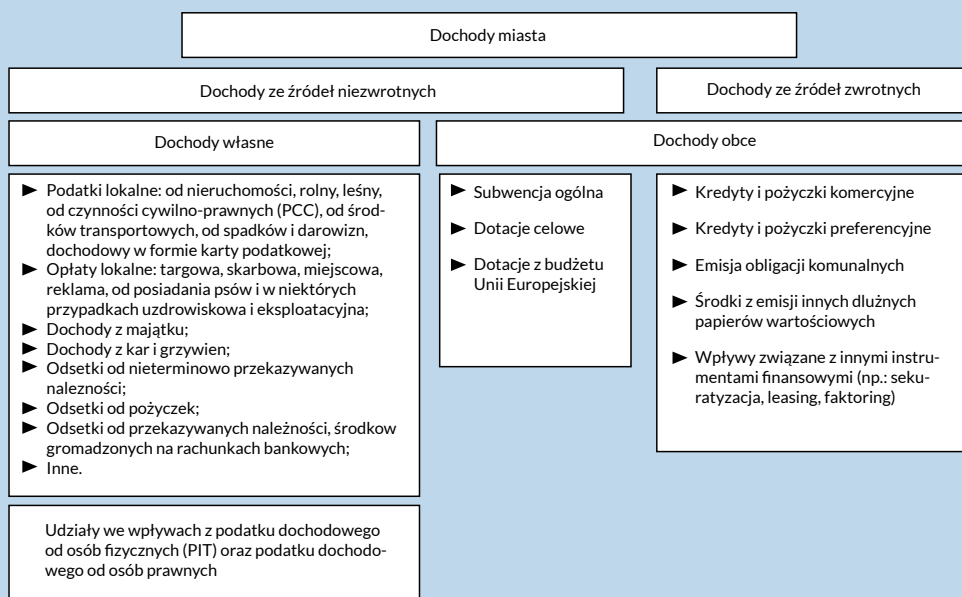 Dochody miasta
Dochody ze źródeł niezwrotnych
Dochody ze źródeł zwrotnych
Dochody własne
Dochody obce
► Podatki lokalne: od nieruchomości, rolny, leśny,
od czynności cywilno-prawnych (PCC), od środ-
ków transportowych, od spadków i darowizn,
dochodowy w formie karty podatkowej;
► Opłaty lokalne: targowa, skarbowa, miejscowa,
reklama, od posiadania psów i w niektórych
przypadkach uzdrowiskowa i eksploatacyjna;
► Dochody z majątku;
► Dochody z kar i grzywien;
► Odsetki od nieterminowo przekazywanych
nalezności;
► Odsetki od pożyczek;
► Odsetki od przekazywanych należności, środkow
gromadzonych na rachunkach bankowych;
► Inne.
Udziały we wpływach z podatku dochodowego
od osób fizycznych (PIT) oraz podatku dochodo-
wego od osób prawnych
► Subwencja ogólna
► Dotacje celowe
► Dotacje z budżetu
Unii Europejskiej
► Kredyty i pożyczki komercyjne
► Kredyty i pożyczki preferencyjne
► Emisja obligacji komunalnych
► Środki z emisji innych dlużnych
papierów wartościowych
► Wpływy związane z innymi instru-
mentami finansowymi (np.: seku-
ratyzacja, leasing, faktoring)